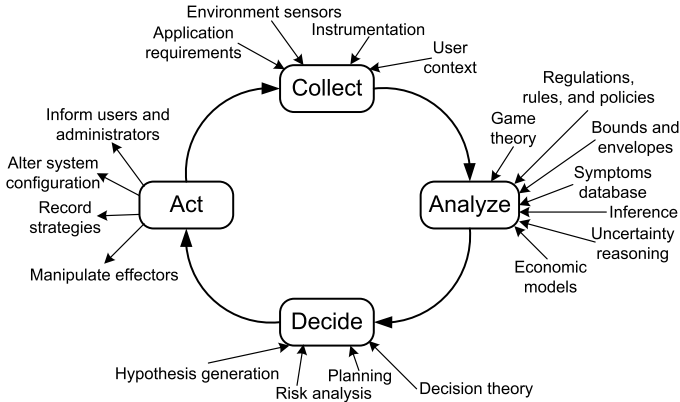 Environment sensors
Application
requirements
Instrumentation
User
context
Collect
Regulations,
rules, and policies
Game
theory
Bounds and
envelopes
Symptoms
database
Inference
Uncertainty
reasoning
Economic
models
Analyze
Inform users and
administrators
Alter system
configuration
Record
strategies
Manipulate effectors
Act
Decide
Hypothesis generation
Risk analysis
Planning
Decision theory